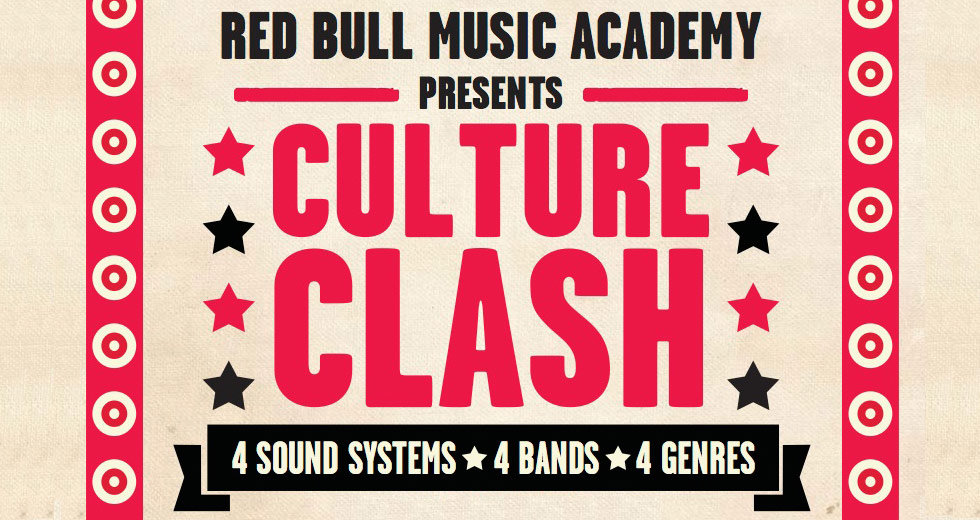 RED BULL MUSIC ACADEMY
PRESENTS
CULTURE
CLASH
4 SOUND SYSTEMS ★ 4 BANDS ★ 4 GENRES